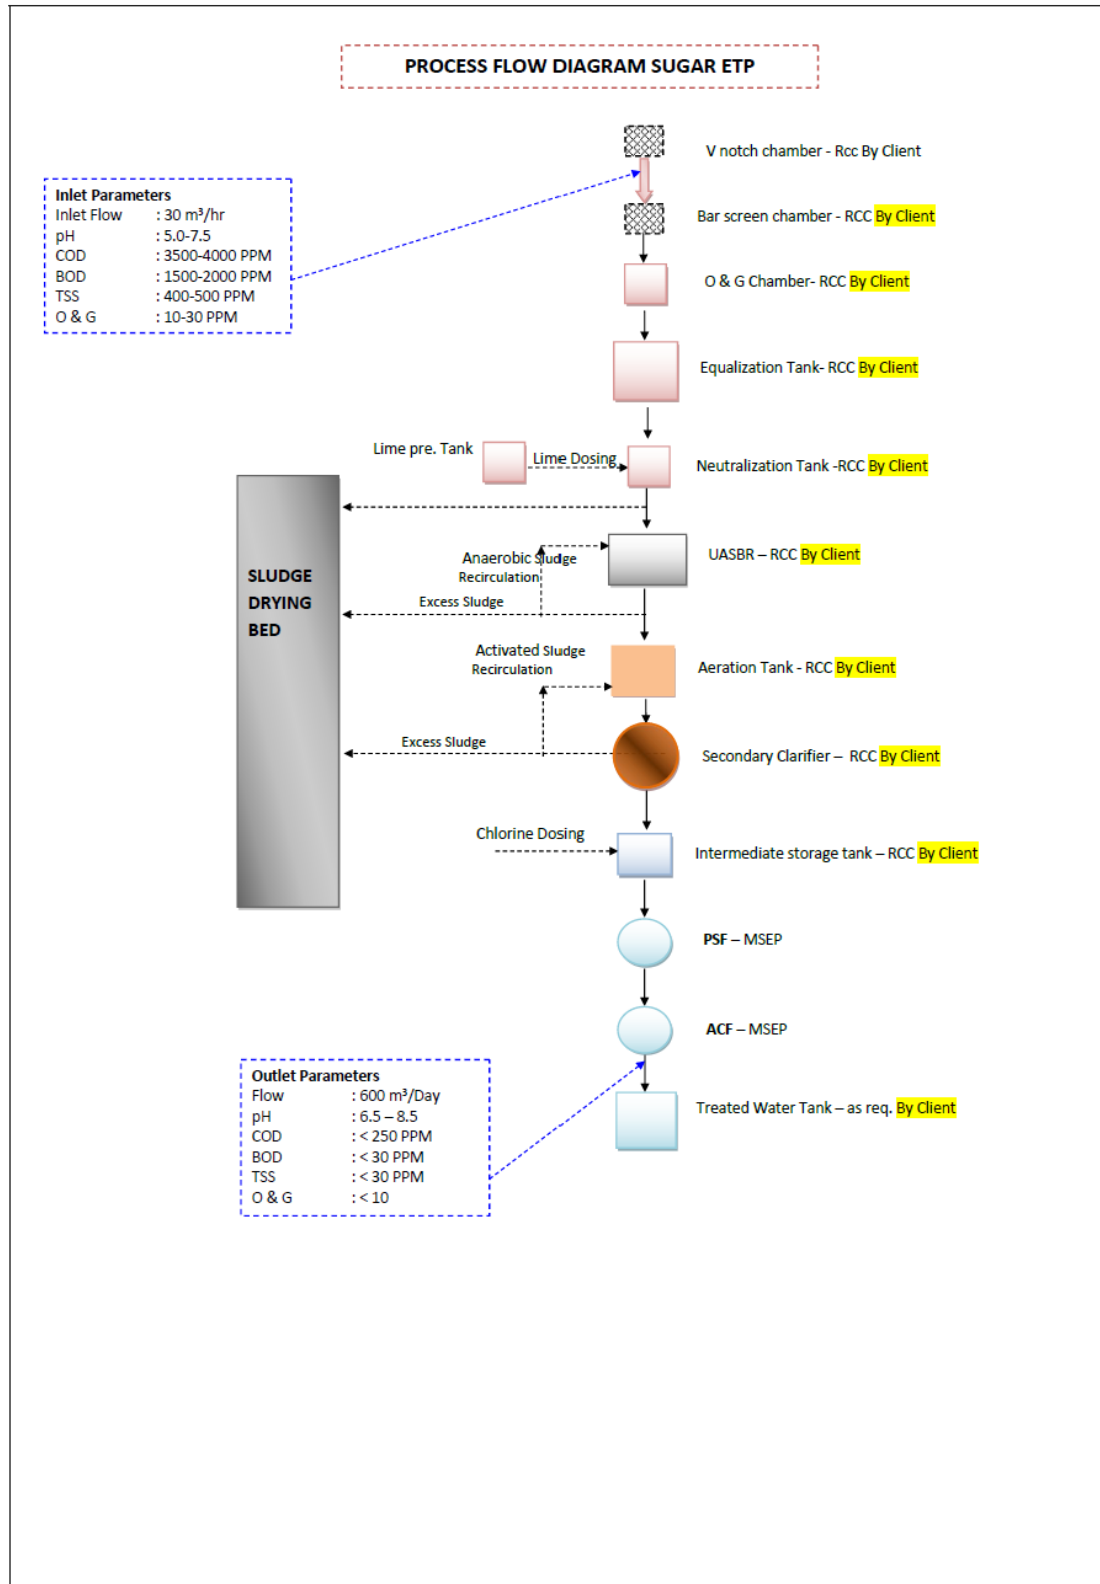 PROCESS FLOW DIAGRAM SUGAR ETP
V notch chamber - Rcc By Client
Inlet Parameters
Inlet Flow : 30 m³/hr
pH : 5.0-7.5
COD : 3500-4000 PPM
BOD : 1500-2000 PPM
TSS : 400-500 PPM
O & G : 10-30 PPM
Bar screen chamber - RCC By Client
O & G Chamber- RCC By Client
Equalization Tank- RCC By Client
Lime pre. Tank
Lime Dosing
Neutralization Tank -RCC By Client
SLUDGE
DRYING
BED
Anaerobic Sludge
Recirculation
UASBR – RCC By Client
Excess Sludge
Activated Sludge
Recirculation
Aeration Tank - RCC By Client
Excess Sludge
Secondary Clarifier – RCC By Client
Chlorine Dosing
Intermediate storage tank – RCC By Client
PSF – MSEP
ACF – MSEP
Outlet Parameters
Flow : 600 m³/Day
pH : 6.5 – 8.5
COD : < 250 PPM
BOD : < 30 PPM
TSS : < 30 PPM
O & G : < 10
Treated Water Tank – as req. By Client